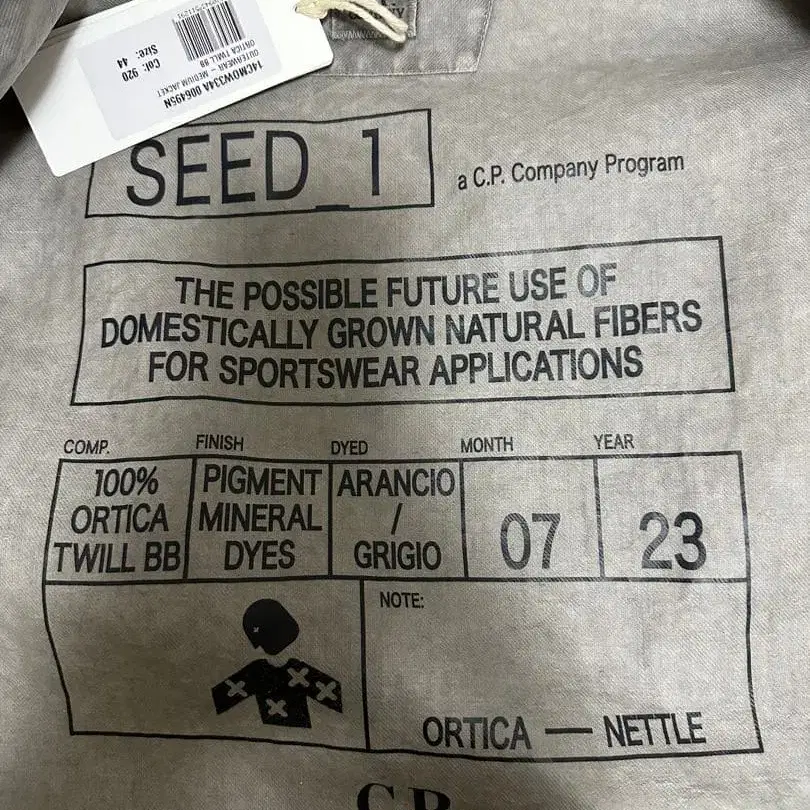 14CMOW334A 006495N
OUTERWEAR - MEDIUM JACKET
ORTICA TWILL BB
Col: 920
Size: 44
SEED_1
a C.P. Company Program
THE POSSIBLE FUTURE USE OF
DOMESTICALLY GROWN NATURAL FIBERS
FOR SPORTSWEAR APPLICATIONS
COMP. FINISH DYED MONTH YEAR
100%
ORTICA
TWILL BB
PIGMENT
MINERAL
DYES
ARANCIO
/
GRIGIO
07
23
NOTE:
ORTICA — NETTLE
C.P.